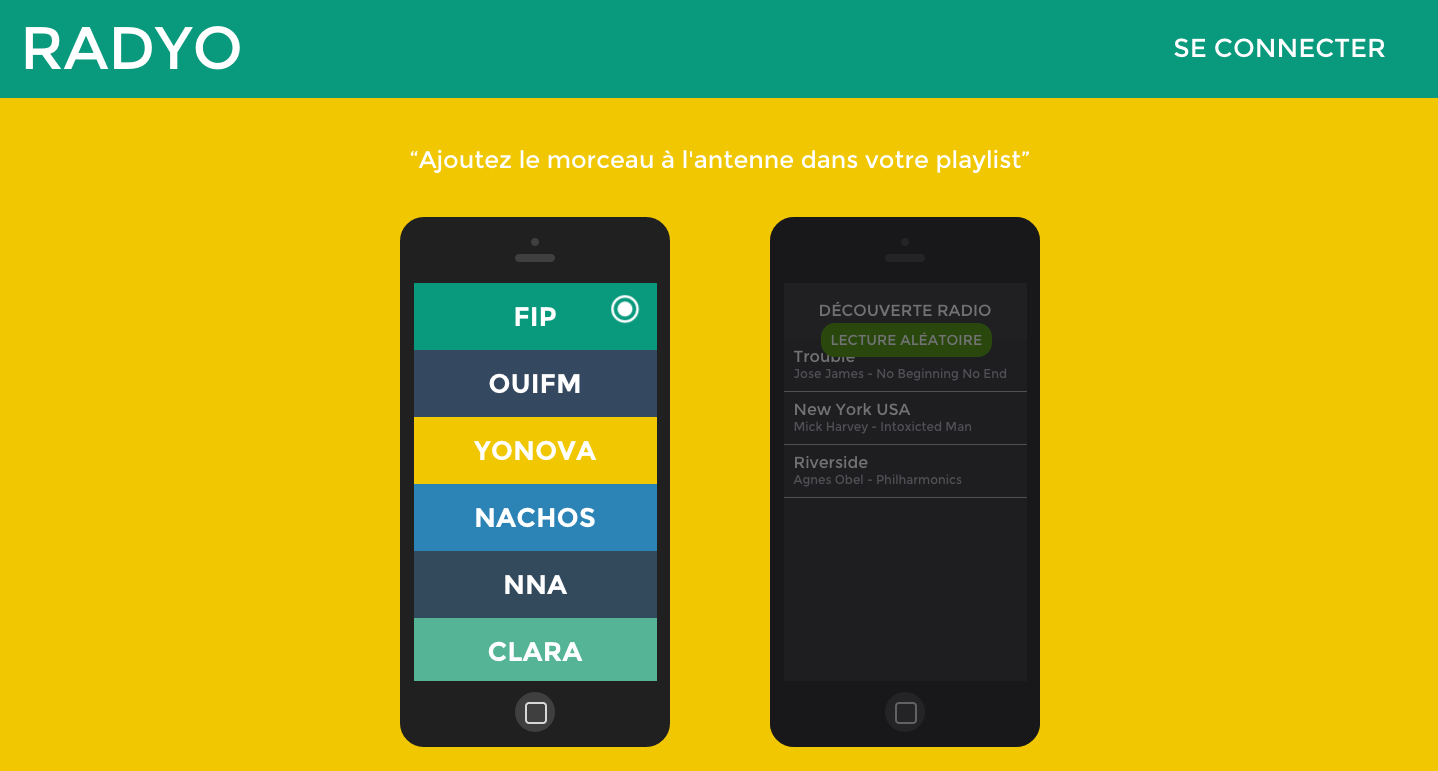 RADYO
SE CONNECTER
“Ajoutez le morceau à l'antenne dans votre playlist”
FIP
OUIFM
YONOVA
NACHOS
NNA
CLARA
DÉCOUVERTE RADIO
LECTURE ALÉATOIRE
Trouble
Jose James - No Beginning No End
New York USA
Mick Harvey - Intoxicted Man
Riverside
Agnes Obel - Philharmonics